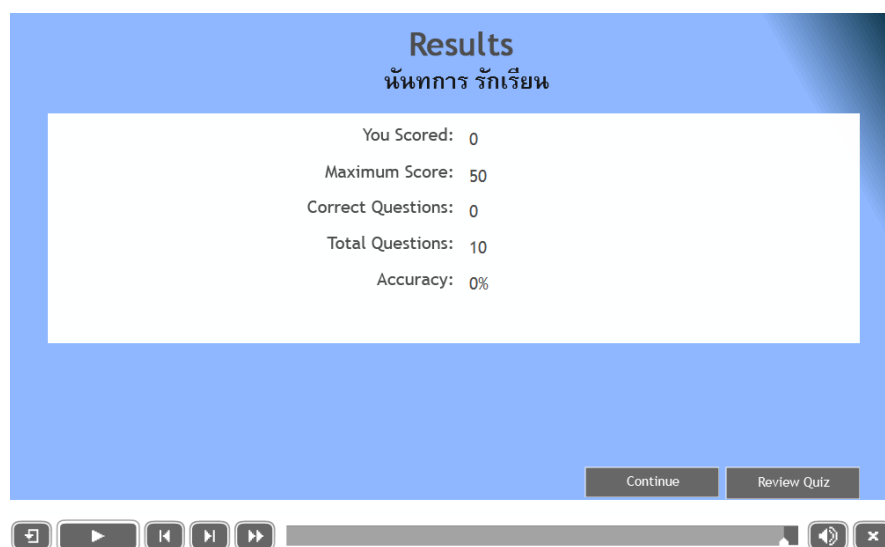 Results
นันทการ รักเรียน
You Scored: 0
Maximum Score: 50
Correct Questions: 0
Total Questions: 10
Accuracy: 0%
Continue Review Quiz